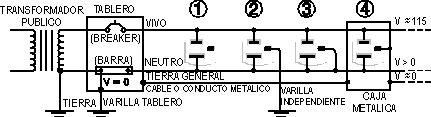 TRANSFORMADOR
PUBLICO
TABLERO
(BREAKER)
(BARRA)
V = 0
TIERRA
VARILLA TABLERO
VIVO
NEUTRO
TIERRA GENERAL
CABLE O CONDUCTO METALICO
1
2
3
4
VARILLA
INDEPENDIENTE
CAJA
METALICA
V ≈115
V > 0
V ≈0